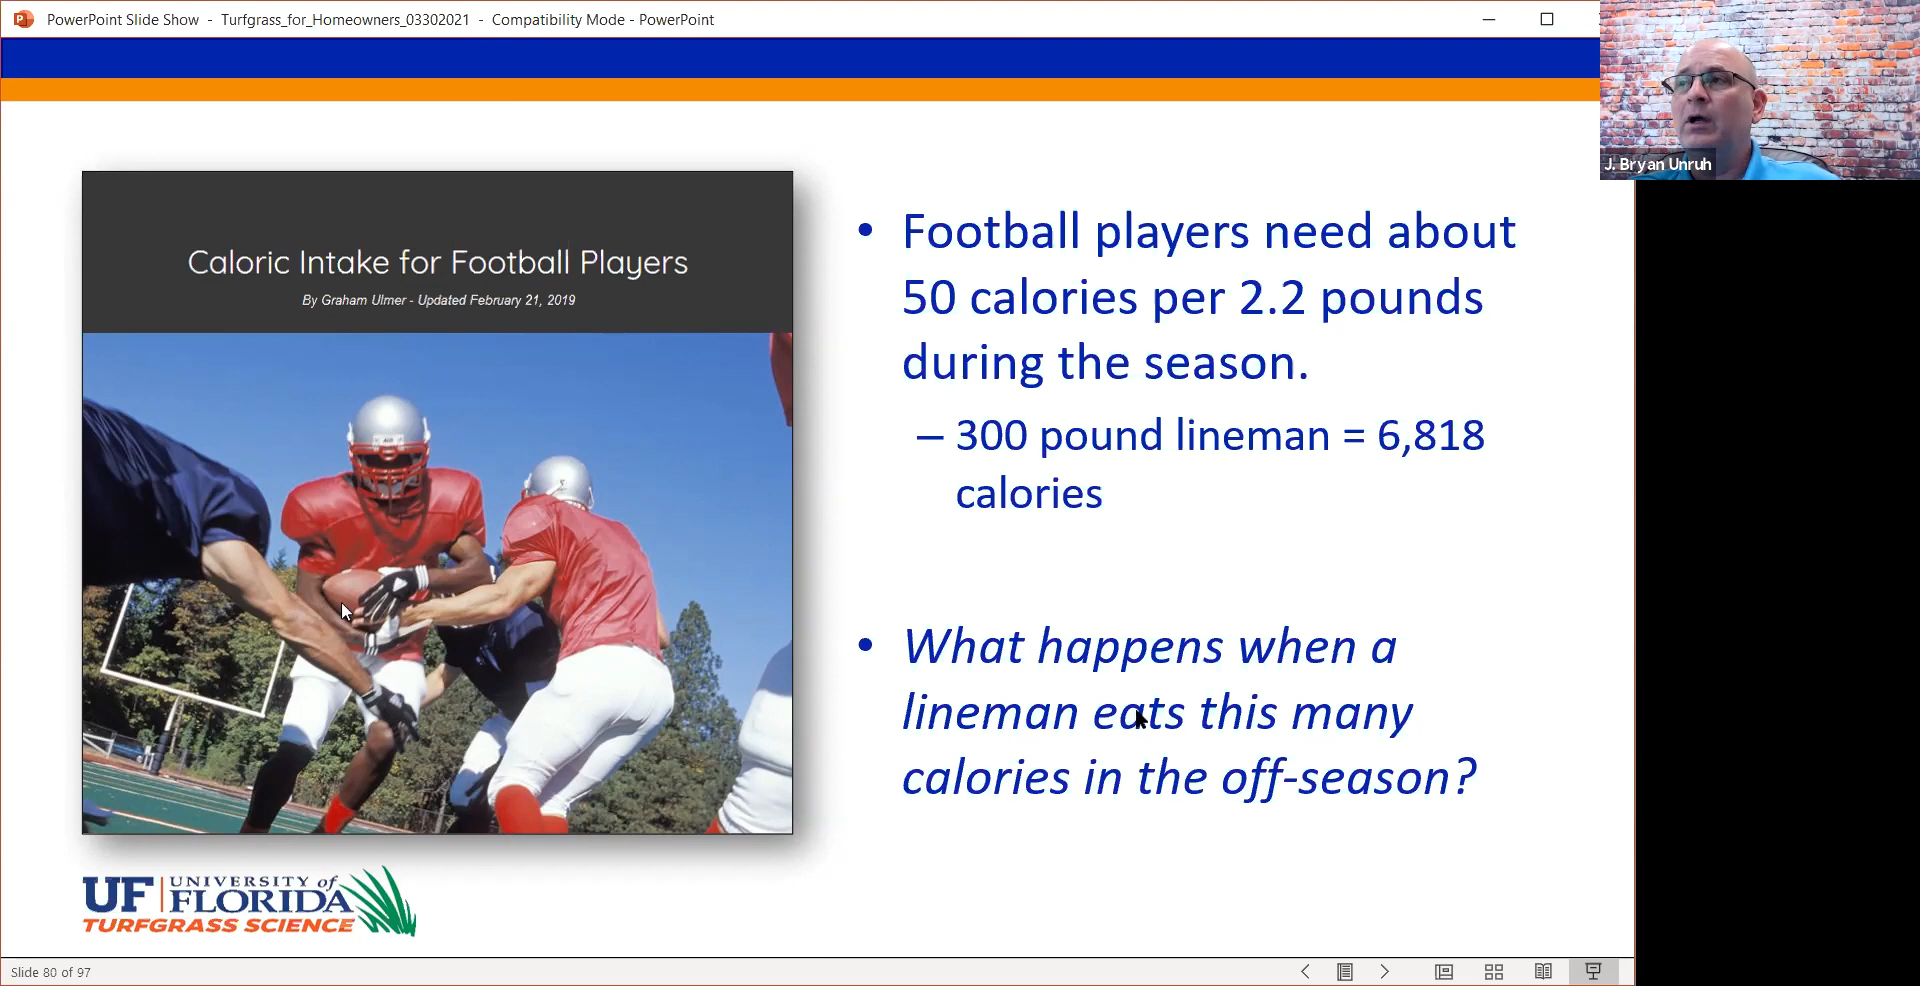 PowerPoint Slide Show - Turfgrass_for_Homeowners_03302021 - Compatibility Mode - PowerPoint
J. Bryan Unruh
Caloric Intake for Football Players
By Graham Ulmer - Updated February 21, 2019
• Football players need about
50 calories per 2.2 pounds
during the season.
– 300 pound lineman = 6,818
calories
• What happens when a
lineman eats this many
calories in the off-season?
UF UNIVERSITY of
FLORIDA
TURFGRASS SCIENCE
Slide 80 of 97